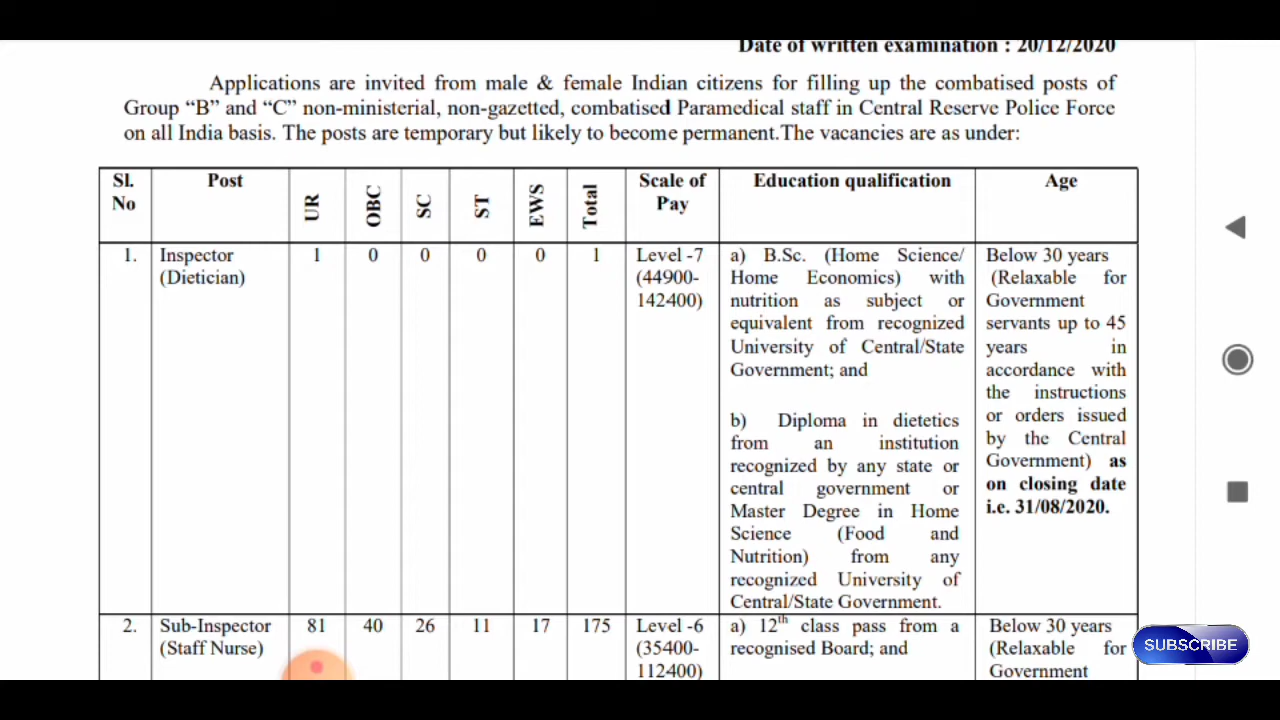 Date of written examination : 20/12/2020
Applications are invited from male & female Indian citizens for filling up the combatised posts of
Group “B” and “C” non-ministerial, non-gazetted, combatised Paramedical staff in Central Reserve Police Force
on all India basis. The posts are temporary but likely to become permanent.The vacancies are as under:
Sl. No
Post
UR
OBC
SC
ST
EWS
Total
Scale of Pay
Education qualification
Age
1.
Inspector
(Dietician)
1
0
0
0
0
1
Level -7
(44900-
142400)
a) B.Sc. (Home Science/
Home Economics) with
nutrition as subject or
equivalent from recognized
University of Central/State
Government; and
b) Diploma in dietetics
from an institution
recognized by any state or
central government or
Master Degree in Home
Science (Food and
Nutrition) from any
recognized University of
Central/State Government.
Below 30 years
(Relaxable for
Government
servants up to 45
years in
accordance with
the instructions
or orders issued
by the Central
Government) as
on closing date
i.e. 31/08/2020.
2.
Sub-Inspector
(Staff Nurse)
81
40
26
11
17
175
Level -6
(35400-
112400)
a) 12th class pass from a
recognised Board; and
Below 30 years
(Relaxable for
Government
SUBSCRIBE